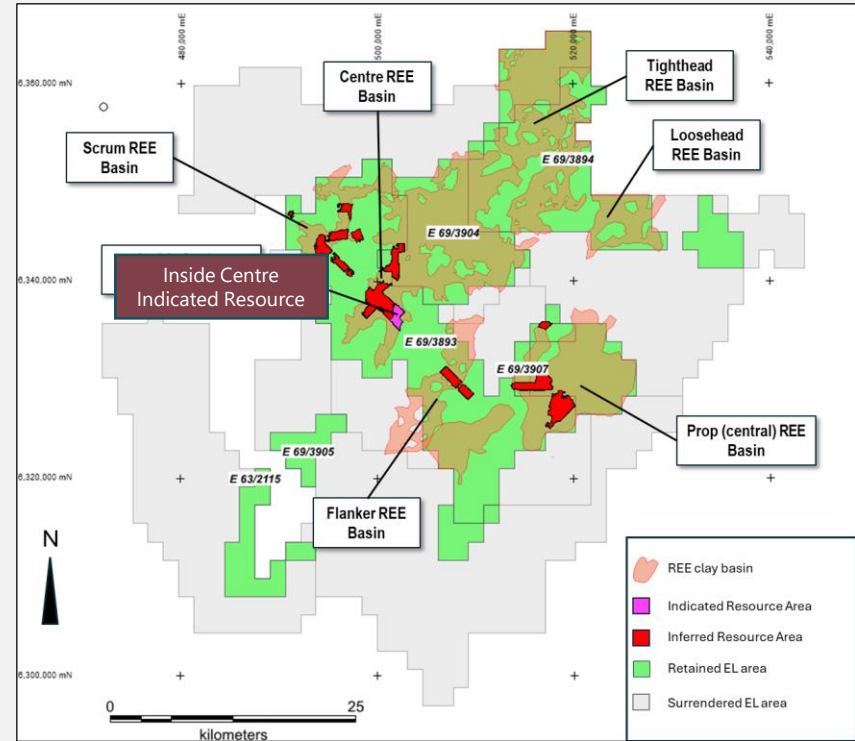 480,000 mE
500,000 mE
520,000 mE
540,000 mE
6,360,000 mN
6,340,000 mN
6,320,000 mN
6,300,000 mN
Centre REE
Basin
Tighthead
REE Basin
Loosehead
REE Basin
Scrum REE
Basin
E 69/3894
E 69/3904
Inside Centre
Indicated Resource
E 69/3893
E 69/3907
Prop (central) REE
Basin
E 69/3905
E 63/2115
Flanker REE
Basin
N
REE clay basin
Indicated Resource Area
Inferred Resource Area
Retained EL area
Surrendered EL area
0
25
kilometers